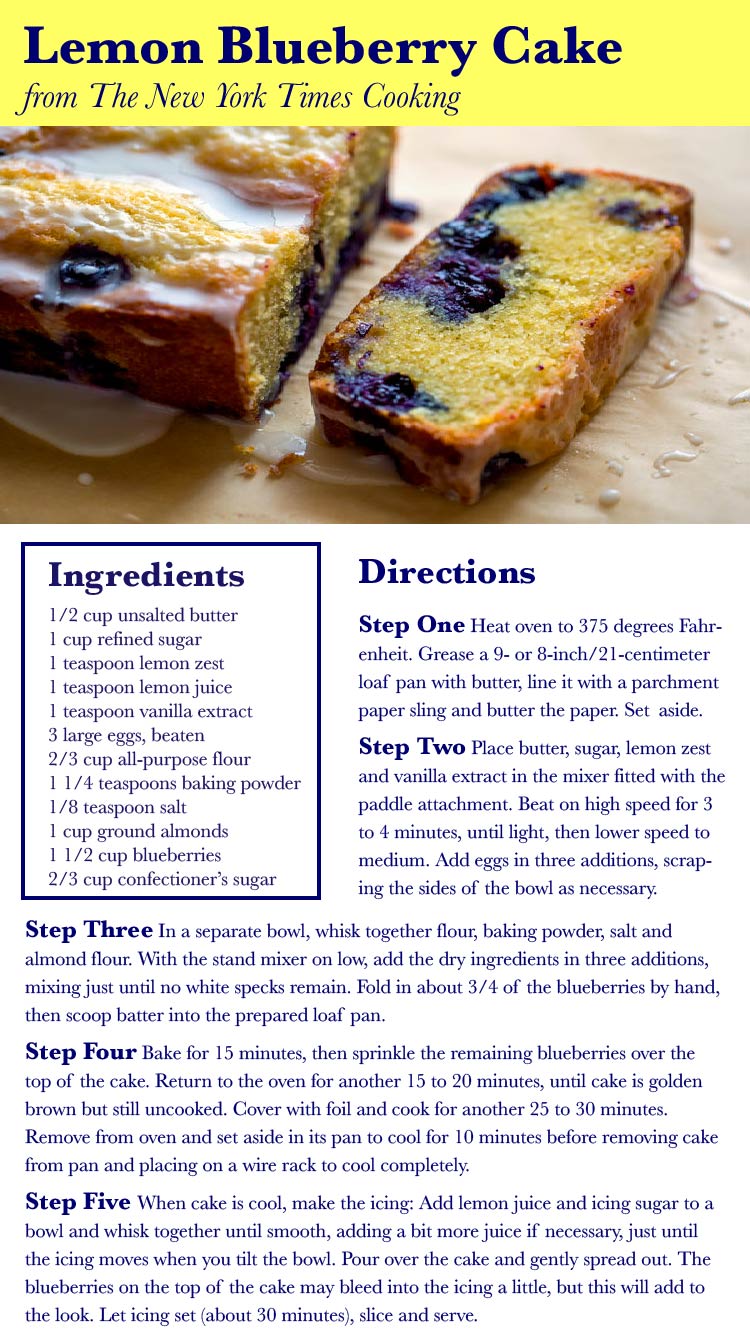 Lemon Blueberry Cake
from The New York Times Cooking
Ingredients
1/2 cup unsalted butter
1 cup refined sugar
1 teaspoon lemon zest
1 teaspoon lemon juice
1 teaspoon vanilla extract
3 large eggs, beaten
2/3 cup all-purpose flour
1 1/4 teaspoons baking powder
1/8 teaspoon salt
1 cup ground almonds
1 1/2 cup blueberries
2/3 cup confectioner's sugar
Directions
Step One Heat oven to 375 degrees Fahr-
enheit. Grease a 9- or 8-inch/21-centimeter
loaf pan with butter, line it with a parchment
paper sling and butter the paper. Set aside.
Step Two Place butter, sugar, lemon zest
and vanilla extract in the mixer fitted with the
paddle attachment. Beat on high speed for 3
to 4 minutes, until light, then lower speed to
medium. Add eggs in three additions, scrap-
ing the sides of the bowl as necessary.
Step Three In a separate bowl, whisk together flour, baking powder, salt and
almond flour. With the stand mixer on low, add the dry ingredients in three additions,
mixing just until no white specks remain. Fold in about 3/4 of the blueberries by hand,
then scoop batter into the prepared loaf pan.
Step Four Bake for 15 minutes, then sprinkle the remaining blueberries over the
top of the cake. Return to the oven for another 15 to 20 minutes, until cake is golden
brown but still uncooked. Cover with foil and cook for another 25 to 30 minutes.
Remove from oven and set aside in its pan to cool for 10 minutes before removing cake
from pan and placing on a wire rack to cool completely.
Step Five When cake is cool, make the icing: Add lemon juice and icing sugar to a
bowl and whisk together until smooth, adding a bit more juice if necessary, just until
the icing moves when you tilt the bowl. Pour over the cake and gently spread out. The
blueberries on the top of the cake may bleed into the icing a little, but this will add to
the look. Let icing set (about 30 minutes), slice and serve.